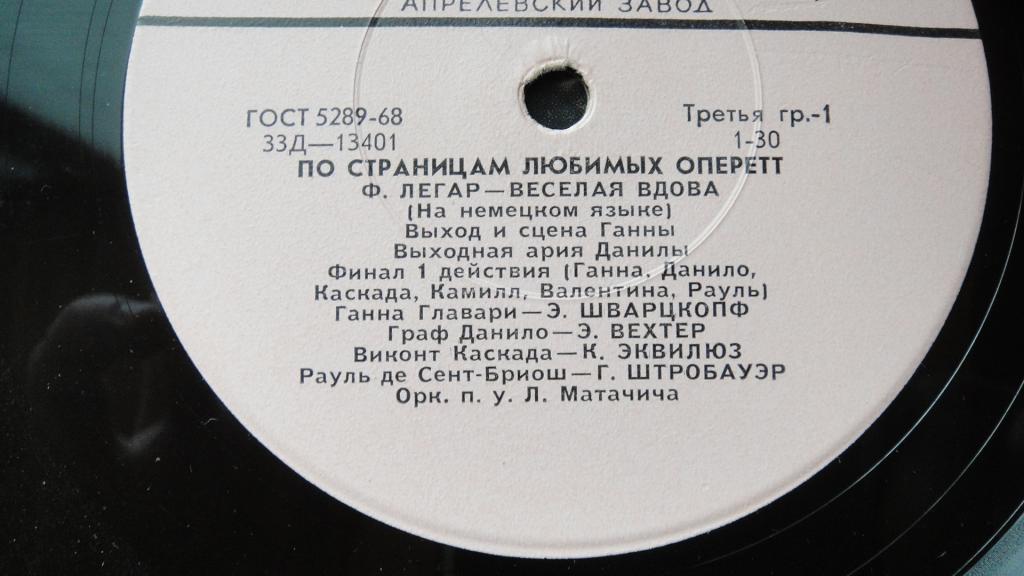 АПРЕЛЕВСКИЙ ЗАВОД
ГОСТ 5289-68 Третья гр.-1
33Д—13401 1-30
ПО СТРАНИЦАМ ЛЮБИМЫХ ОПЕРЕТТ
Ф. ЛЕГАР—ВЕСЕЛАЯ ВДОВА
(На немецком языке)
Выход и сцена Ганны
Выходная ария Данилы
Финал 1 действия (Ганна, Данило,
Каскада, Камилл, Валентина, Рауль)
Ганна Главари—Э. ШВАРЦКОПФ
Граф Данило—Э. ВЕХТЕР
Виконт Каскада—К. ЭКВИЛЮЗ
Рауль де Сент-Бриош—Г. ШТРОБАУЭР
Орк. п. у. Л. Матачича